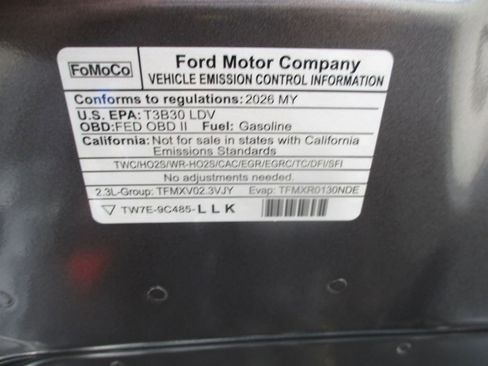 FoMoCo
Ford Motor Company
VEHICLE EMISSION CONTROL INFORMATION
Conforms to regulations: 2026 MY
U.S. EPA: T3B30 LDV
OBD: FED OBD II Fuel: Gasoline
California: Not for sale in states with California
Emissions Standards
TWC/HO2S/WR-HO2S/CAC/EGR/EGRC/TC/DFI/SFI
No adjustments needed.
2.3L-Group: TFMXV02.3VJY Evap: TFMXR0130NDE
TW7E-9C485-LLK